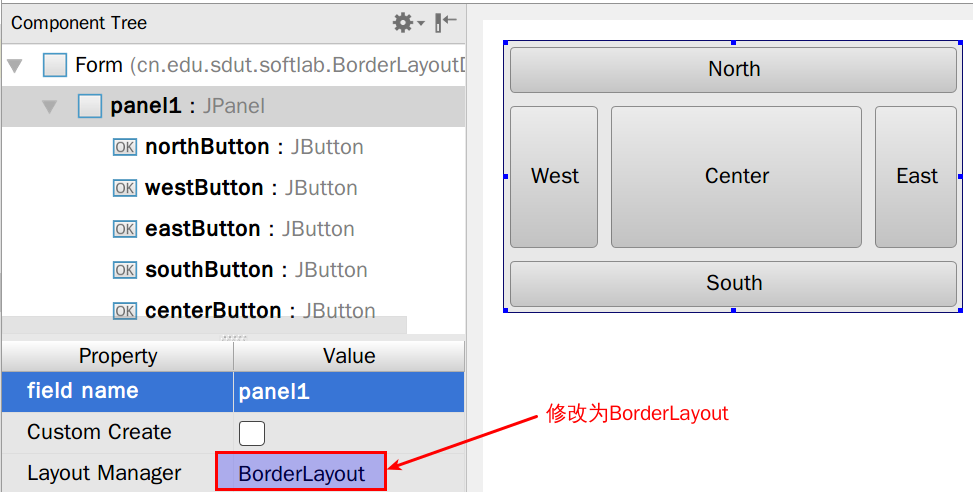 Component Tree
Form (cn.edu.sdut.softlab.BorderLayoutD
panel1 : JPanel
OK northButton : JButton
OK westButton : JButton
OK eastButton : JButton
OK southButton : JButton
OK centerButton : JButton
Property Value
field name panel1
Custom Create
Layout Manager BorderLayout
North
West Center East
South
修改为BorderLayout